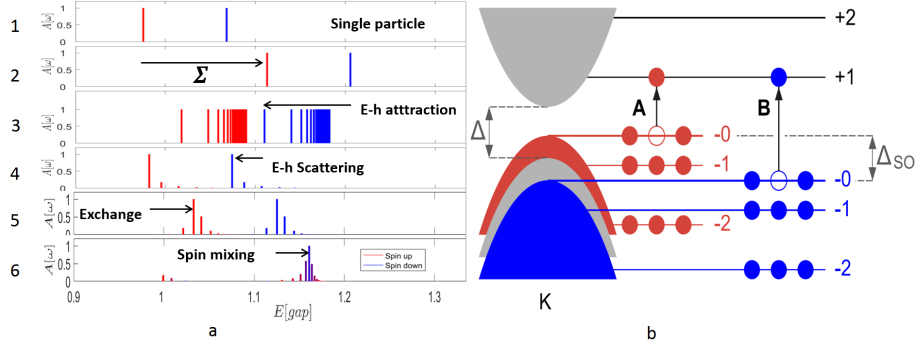 1
A[ω]
1
0.5
0
Single particle
2
A[ω]
1
0.5
0
Σ
3
A[ω]
1
0.5
0
E-h atttraction
4
A[ω]
1
0.5
0
E-h Scattering
5
A[ω]
1
0.5
0
Exchange
6
A[ω]
1
0.5
0
Spin mixing
Spin up
Spin down
0.9 1 1.1 1.2 1.3
E[gap]
a
+2
+1
A B
Δ
-0
-1
-2
-0
-1
-2
ΔSO
K
b